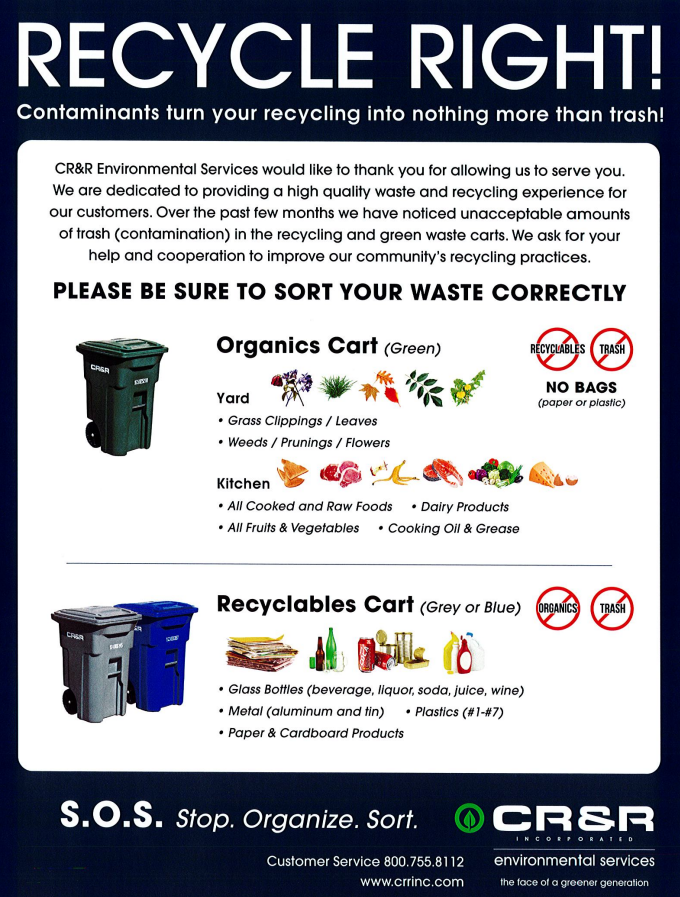 RECYCLE RIGHT!
Contaminants turn your recycling into nothing more than trash!
CR&R Environmental Services would like to thank you for allowing us to serve you.
We are dedicated to providing a high quality waste and recycling experience for
our customers. Over the past few months we have noticed unacceptable amounts
of trash (contamination) in the recycling and green waste carts. We ask for your
help and cooperation to improve our community's recycling practices.
PLEASE BE SURE TO SORT YOUR WASTE CORRECTLY
CR&R
Organics Cart (Green)
RECYCLABLES TRASH
NO BAGS
(paper or plastic)
Yard
• Grass Clippings / Leaves
• Weeds / Prunings / Flowers
Kitchen
• All Cooked and Raw Foods • Dairy Products
• All Fruits & Vegetables • Cooking Oil & Grease
CR&R
Recyclables Cart (Grey or Blue)
ORGANICS TRASH
• Glass Bottles (beverage, liquor, soda, juice, wine)
• Metal (aluminum and tin) • Plastics (#1-#7)
• Paper & Cardboard Products
S.O.S. Stop. Organize. Sort.
CR&R
INCORPORATED
environmental services
the face of a greener generation
Customer Service 800.755.8112
www.crrinc.com